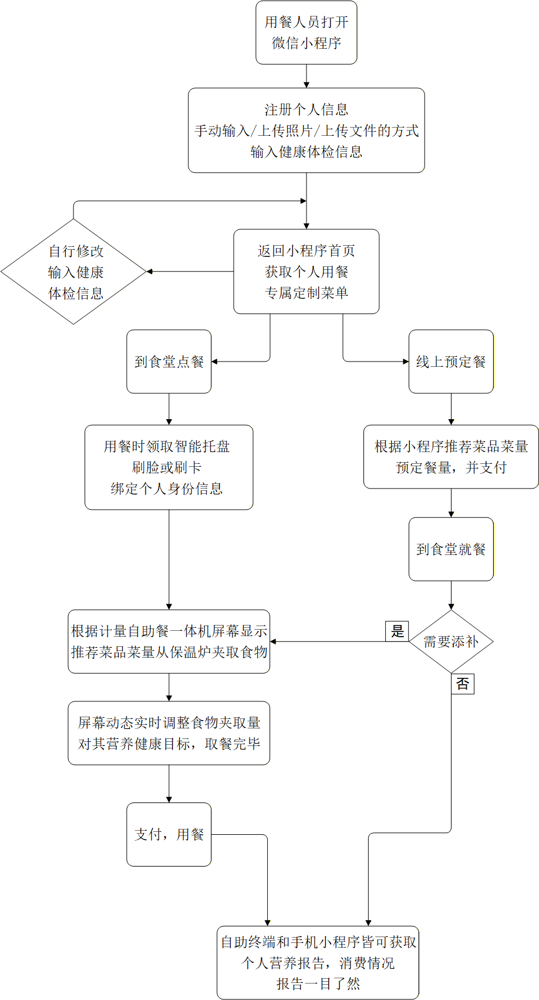 用餐人员打开
微信小程序
注册个人信息
手动输入/上传照片/上传文件的方式
输入健康体检信息
自行修改
输入健康
体检信息
返回小程序首页
获取个人用餐
专属定制菜单
到食堂点餐
线上预定餐
用餐时领取智能托盘
刷脸或刷卡
绑定个人身份信息
根据小程序推荐菜品菜量
预定餐量，并支付
到食堂就餐
根据计量自助餐一体机屏幕显示
推荐菜品菜量从保温炉夹取食物
是
需要添补
否
屏幕动态实时调整食物夹取量
对其营养健康目标，取餐完毕
支付，用餐
自助终端和手机小程序皆可获取
个人营养报告，消费情况
报告一目了然